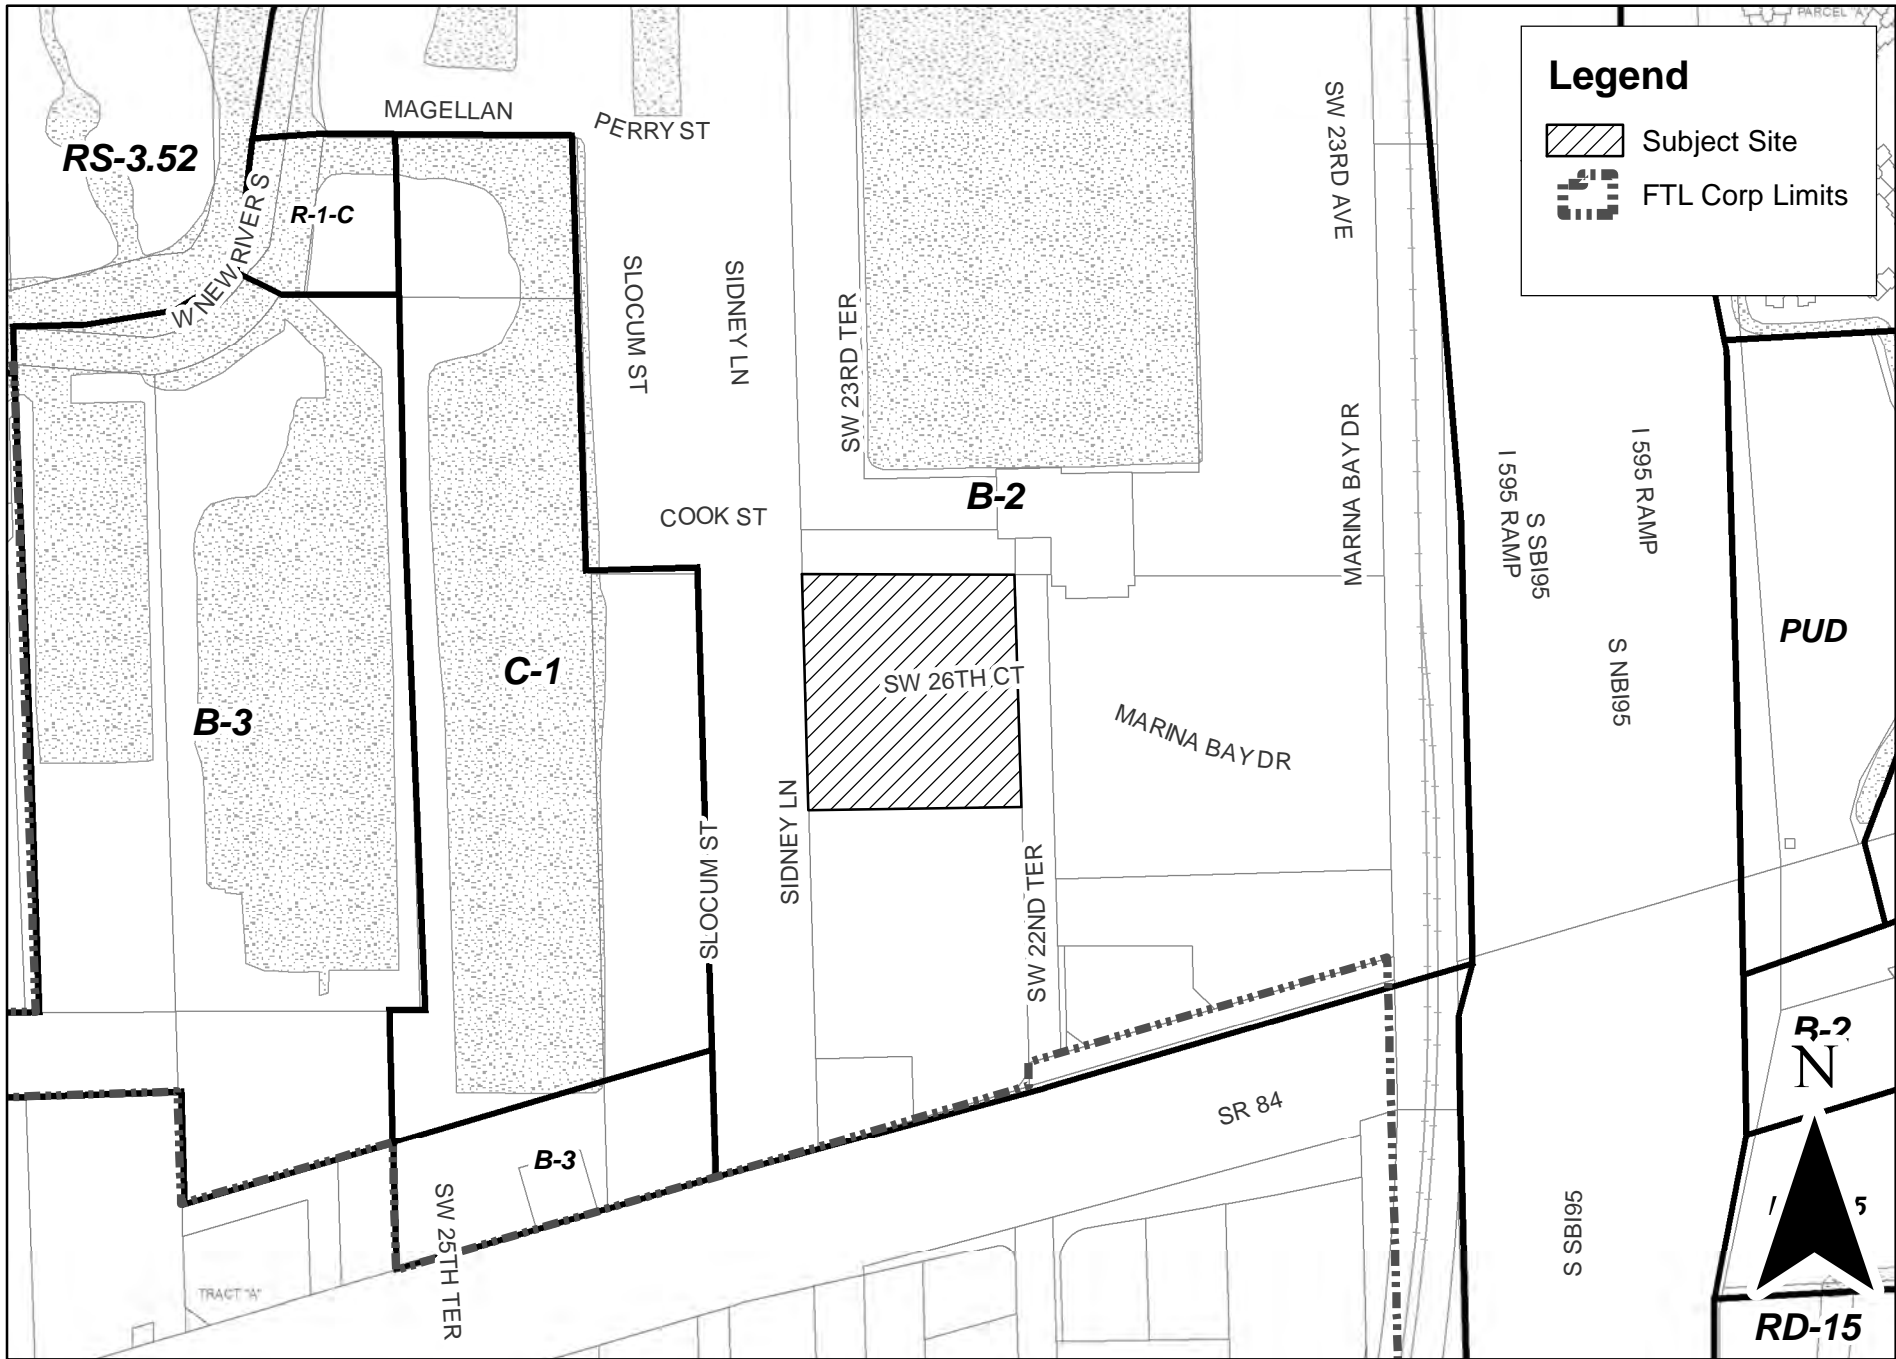 PARCEL "A"
Legend
Subject Site
FTL Corp Limits
MAGELLAN
PERRY ST
SW 23RD AVE
RS-3.52
R-1-C
W NEW RIVER S
SLOCUM ST
SIDNEY LN
SW 23RD TER
MARINA BAY DR
I 595 RAMP
S SBI95
I 595 RAMP
COOK ST
B-2
PUD
C-1
SW 26TH CT
S NBI95
B-3
MARINA BAY DR
SIDNEY LN
SLOCUM ST
SW 22ND TER
B-2
N
SR 84
B-3
5
SW 25TH TER
S SBI95
TRACT "A"
RD-15